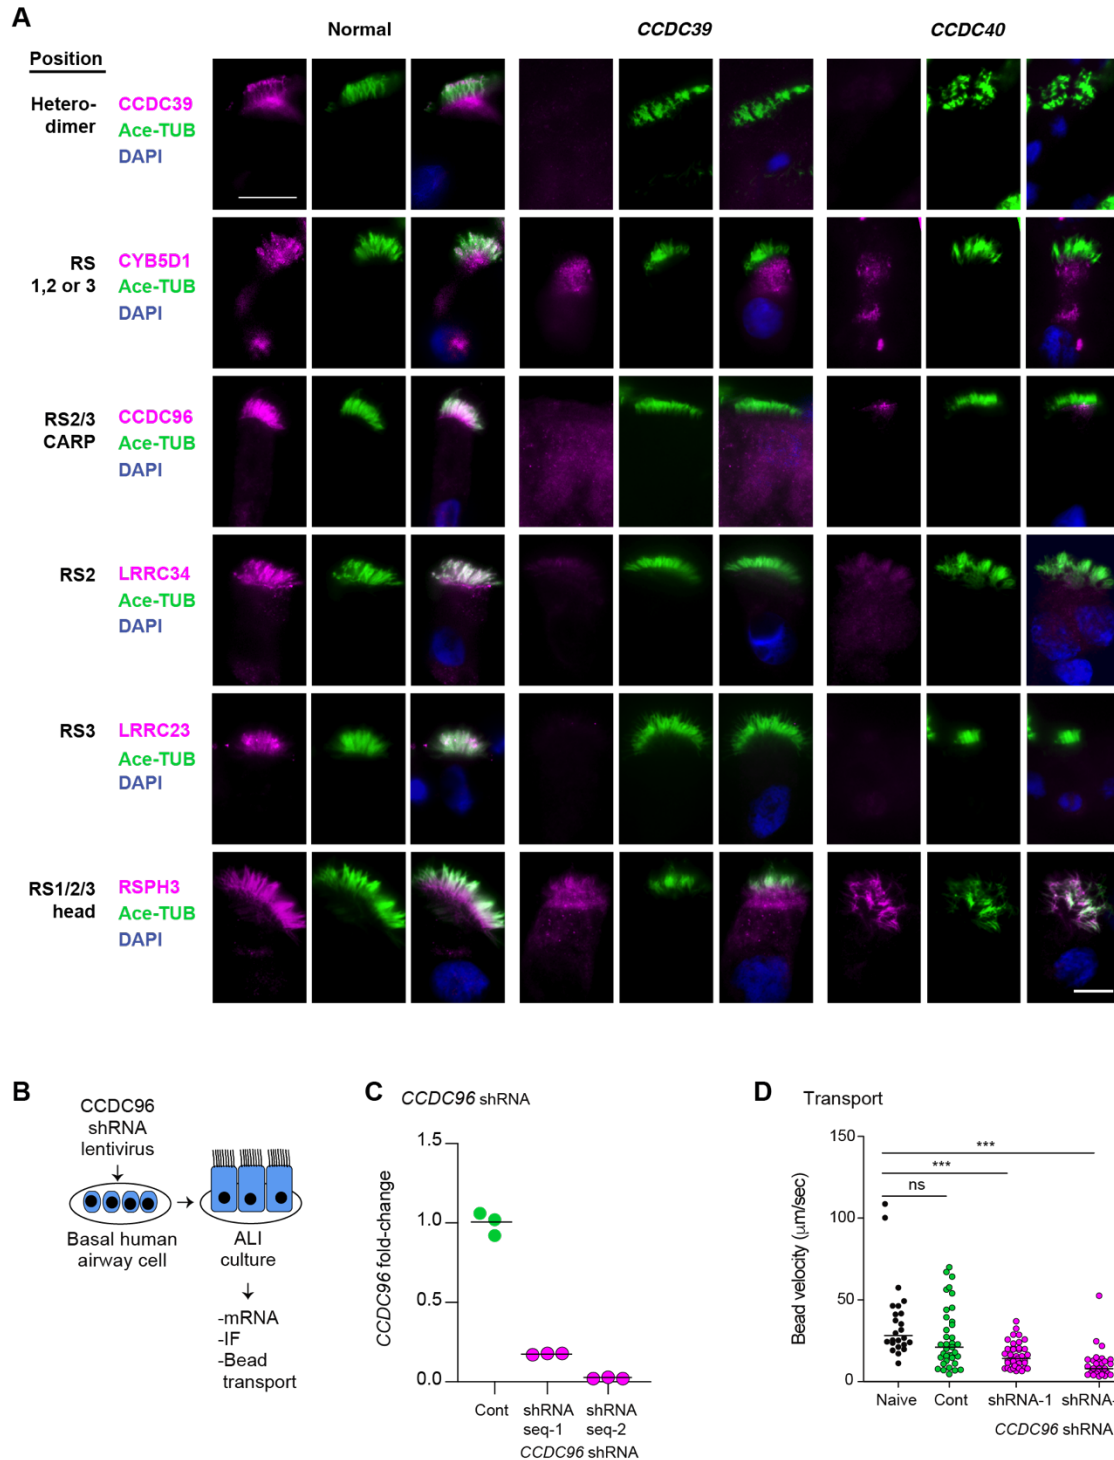 A
Normal
CCDC39
CCDC40
Position
Hetero-
dimer
CCDC39
Ace-TUB
DAPI
RS
1,2 or 3
CYB5D1
Ace-TUB
DAPI
RS2/3
CARP
CCDC96
Ace-TUB
DAPI
RS2
LRRC34
Ace-TUB
DAPI
RS3
LRRC23
Ace-TUB
DAPI
RS1/2/3
head
RSPH3
Ace-TUB
DAPI
B
CCDC96
shRNA
lentivirus
Basal human
airway cell
ALI
culture
-mRNA
-IF
-Bead
transport
C
CCDC96 shRNA
CCDC96 fold-change
1.5
1.0
0.5
0.0
Cont
shRNA
seq-1
shRNA
seq-2
CCDC96 shRNA
D
Transport
Bead velocity (μm/sec)
150
100
50
0
***
***
ns
Naive
Cont
shRNA-1
shRNA-
CCDC96 shRNA